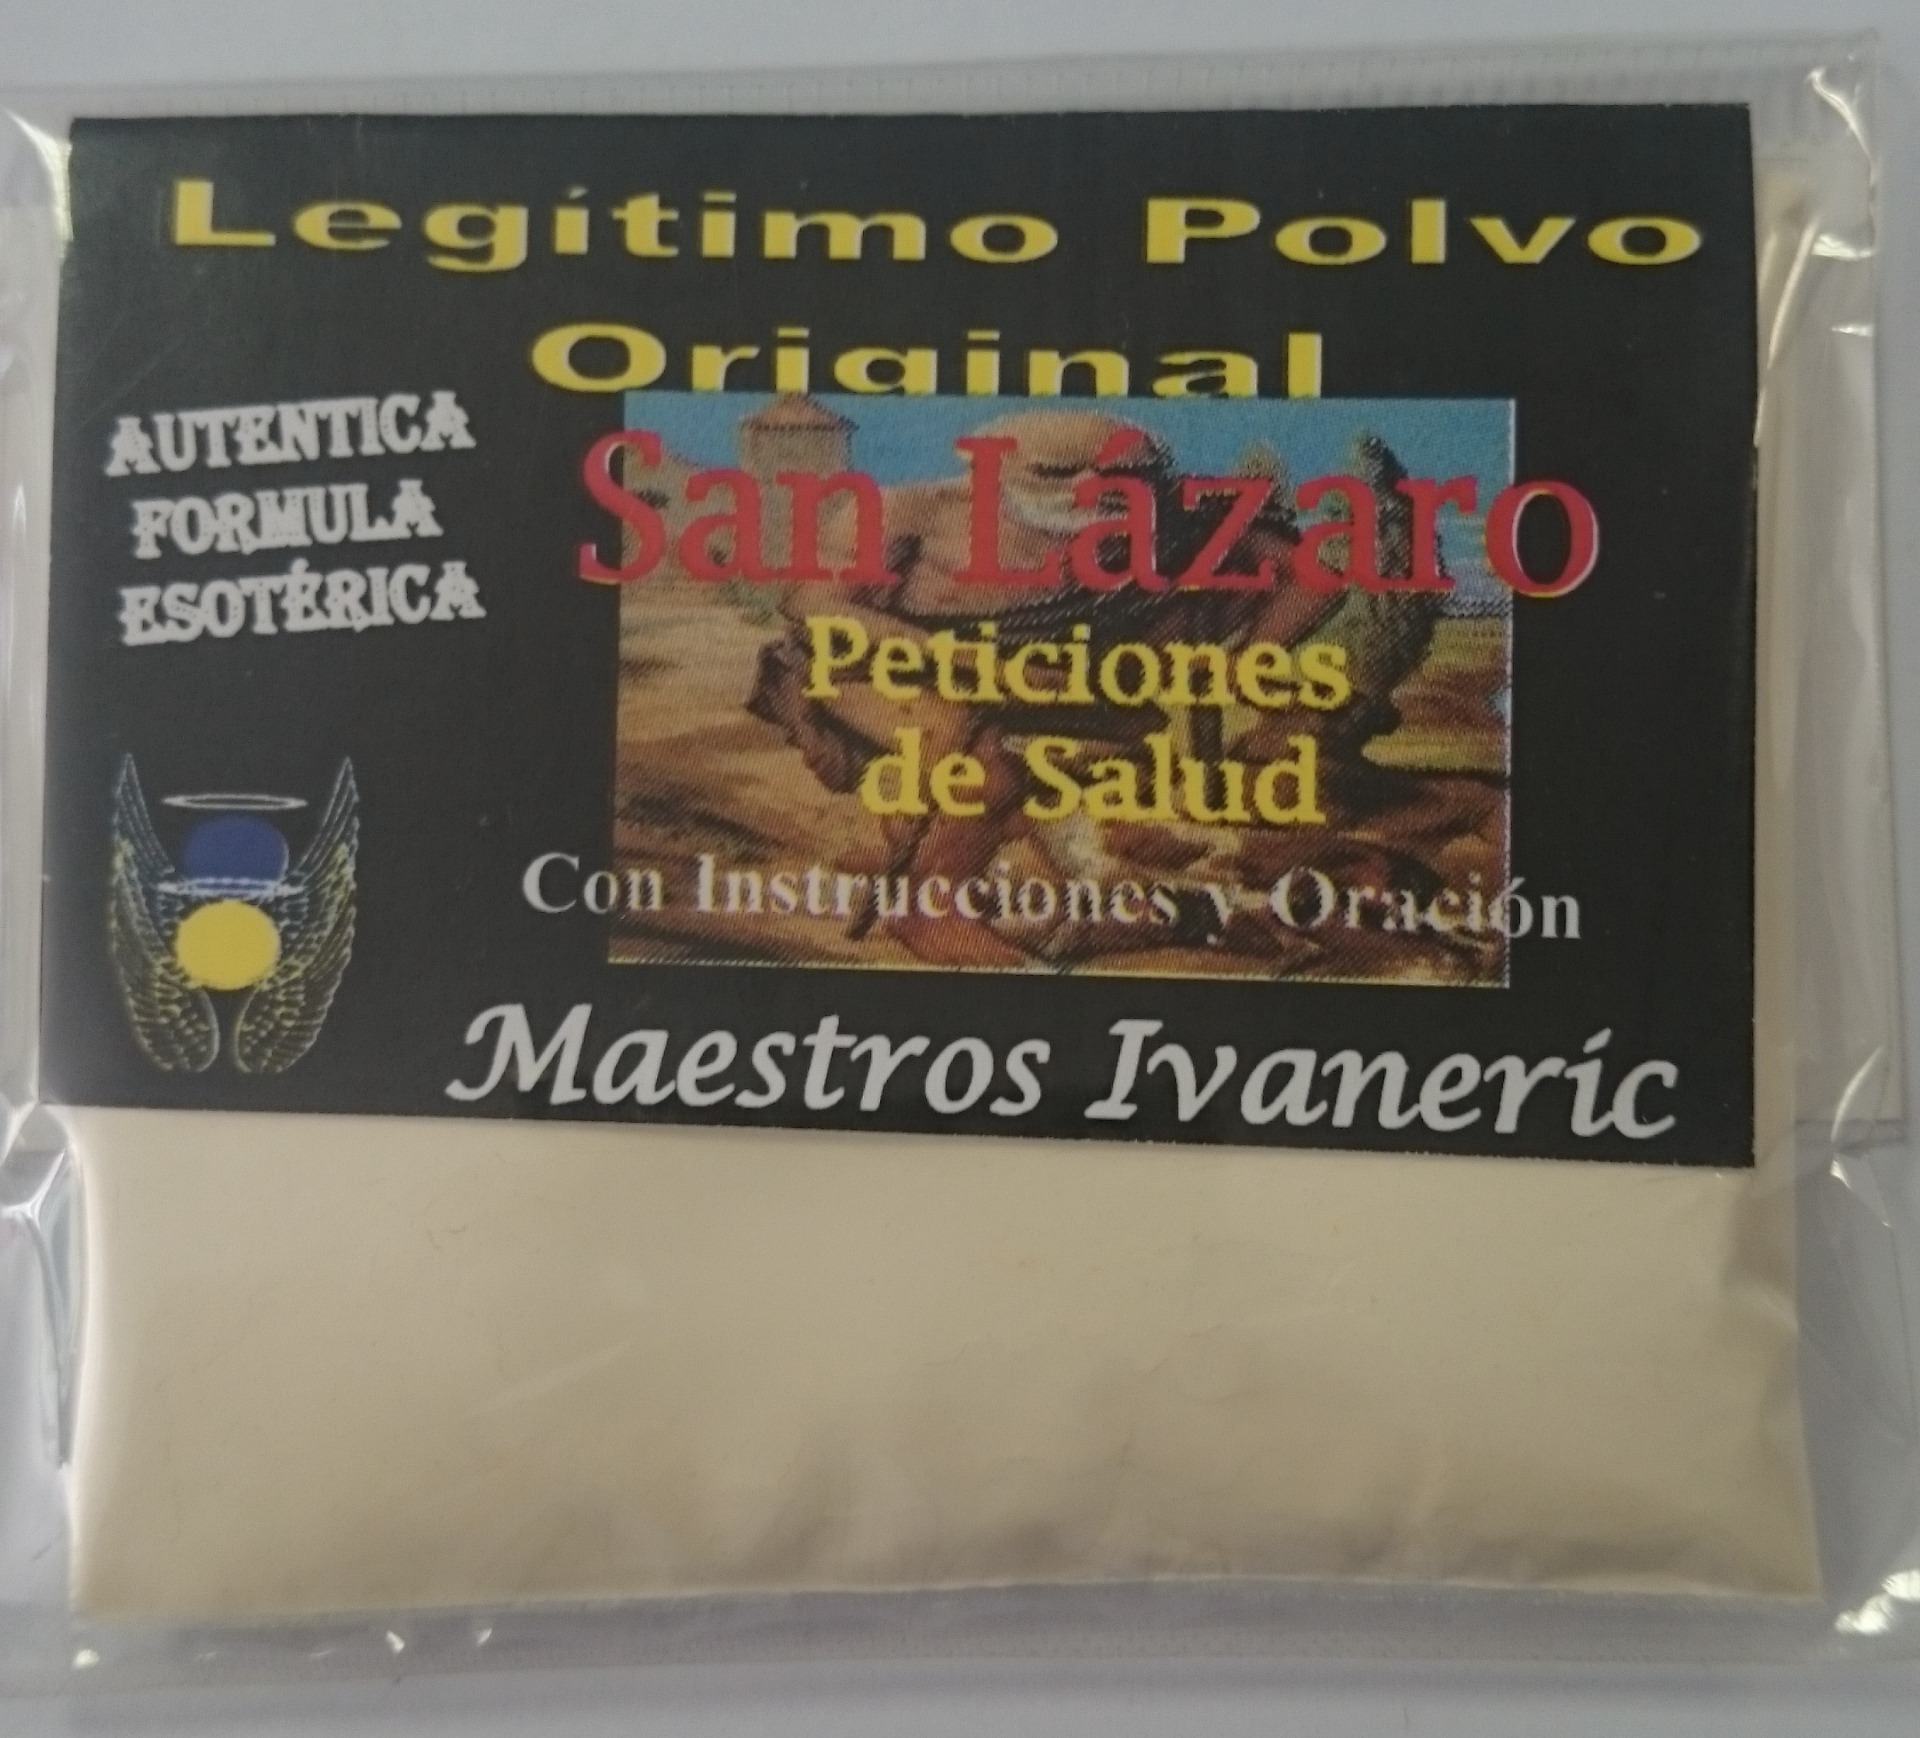 Legítimo Polvo
Original
AUTENTICA
FORMULA
ESOTÉRICA
San Lázaro
Peticiones
de Salud
Con Instrucciones y Oración
Maestros Ivaneric